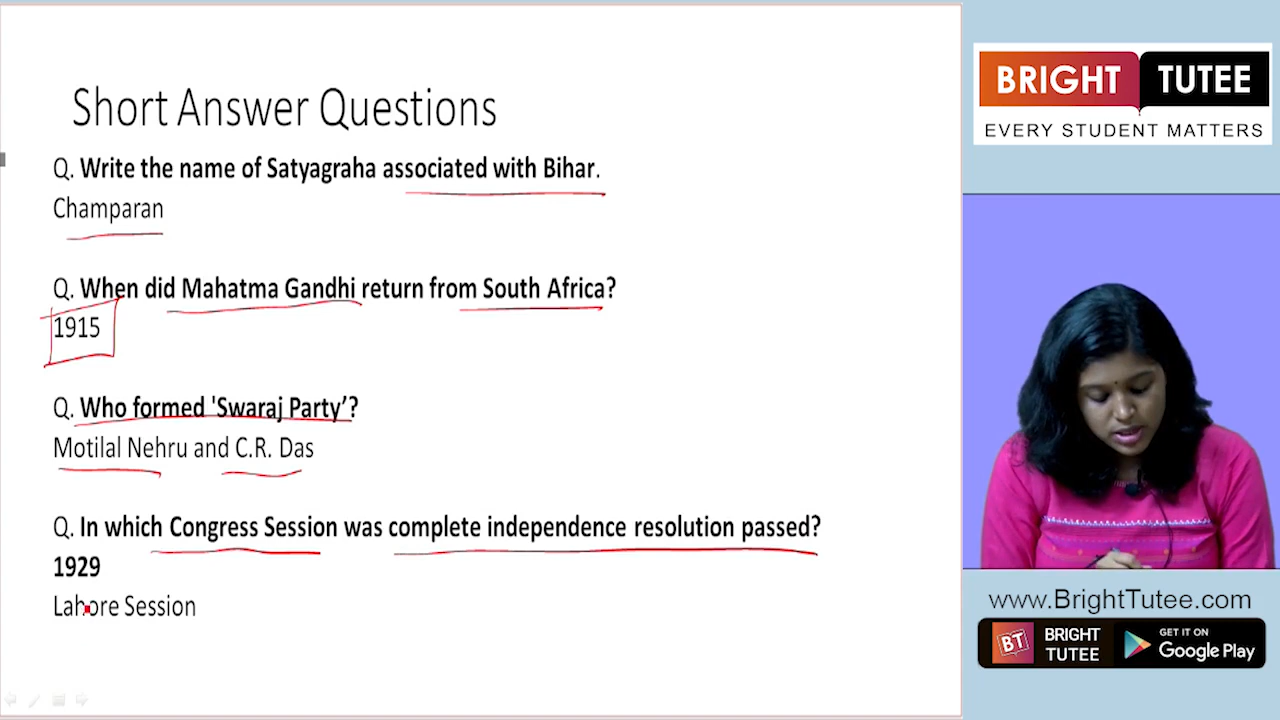 Short Answer Questions
Q. Write the name of Satyagraha associated with Bihar.
Champaran
Q. When did Mahatma Gandhi return from South Africa?
1915
Q. Who formed 'Swaraj Party’?
Motilal Nehru and C.R. Das
Q. In which Congress Session was complete independence resolution passed?
1929
Lahore Session
BRIGHT TUTEE
EVERY STUDENT MATTERS
www.BrightTutee.com
BT
BRIGHT
TUTEE
GET IT ON
Google Play